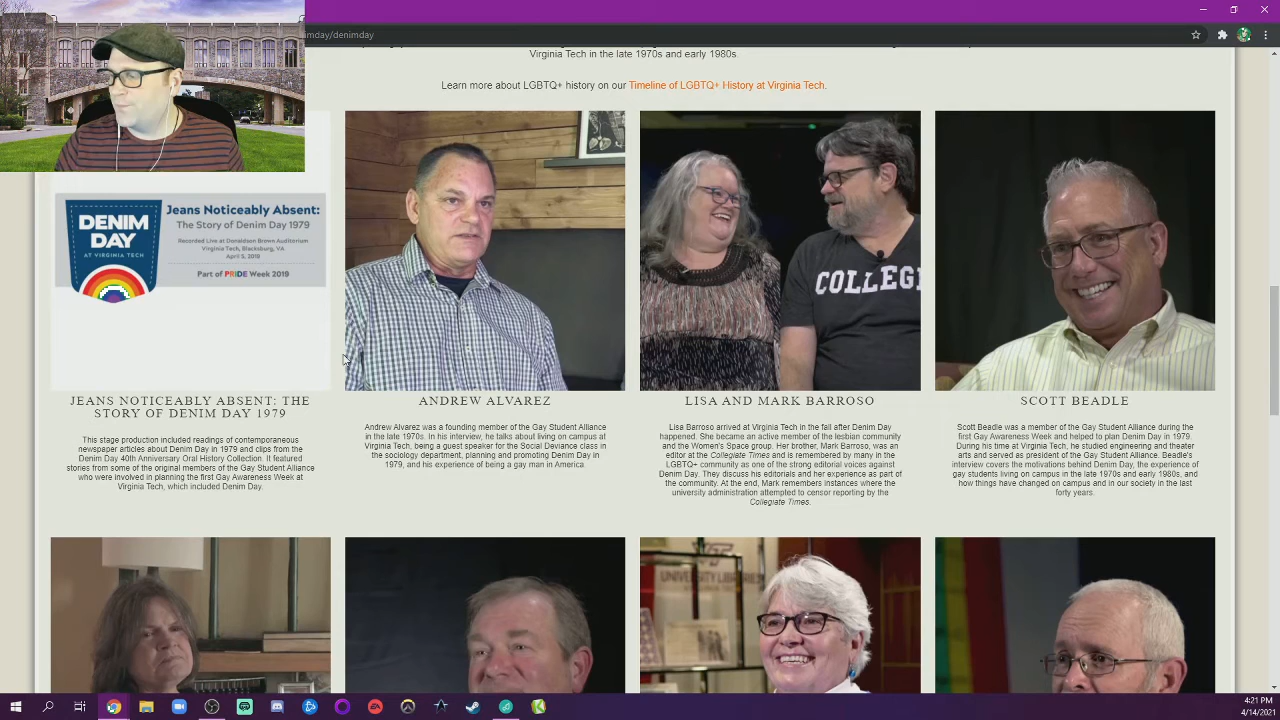 mday/denimday
Virginia Tech in the late 1970s and early 1980s.
Learn more about LGBTQ+ history on our Timeline of LGBTQ+ History at Virginia Tech.
DENIM
DAY
AT VIRGINIA TECH
Jeans Noticeably Absent:
The Story of Denim Day 1979
Recorded Live at Donaldson Brown Auditorium
Virginia Tech, Blacksburg, VA
April 5, 2019
Part of PRIDE Week 2019
COLLEGI
JEANS NOTICEABLY ABSENT: THE
STORY OF DENIM DAY 1979
This stage production included readings of contemporaneous
newspaper articles about Denim Day in 1979 and clips from the
Denim Day 40th Anniversary Oral History Collection. It featured
stories from some of the original members of the Gay Student Alliance
who were involved in planning the first Gay Awareness Week at
Virginia Tech, which included Denim Day.
ANDREW ALVAREZ
Andrew Alvarez was a founding member of the Gay Student Alliance
in the late 1970s. In his interview, he talks about living on campus at
Virginia Tech, being a guest speaker for the Social Deviance class in
the sociology department, planning and promoting Denim Day in
1979, and his experience of being a gay man in America.
LISA AND MARK BARROSO
Lisa Barroso arrived at Virginia Tech in the fall after Denim Day
happened. She became an active member of the lesbian community
and the Women's Space group. Her brother, Mark Barroso, was an
editor at the Collegiate Times and is remembered by many in the
LGBTQ+ community as one of the strong editorial voices against
Denim Day. They discuss his editorials and her experience as part of
the community. At the end, Mark remembers instances where the
university administration attempted to censor reporting by the
Collegiate Times.
SCOTT BEADLE
Scott Beadle was a member of the Gay Student Alliance during the
first Gay Awareness Week and helped to plan Denim Day in 1979.
During his time at Virginia Tech, he studied engineering and theater
arts and served as president of the Gay Student Alliance. Beadle's
interview covers the motivations behind Denim Day, the experience of
gay students living on campus in the late 1970s and early 1980s, and
how things have changed on campus and in our society in the last
forty years.
UNIVERSITY LIBR
4:21 PM
4/14/2021